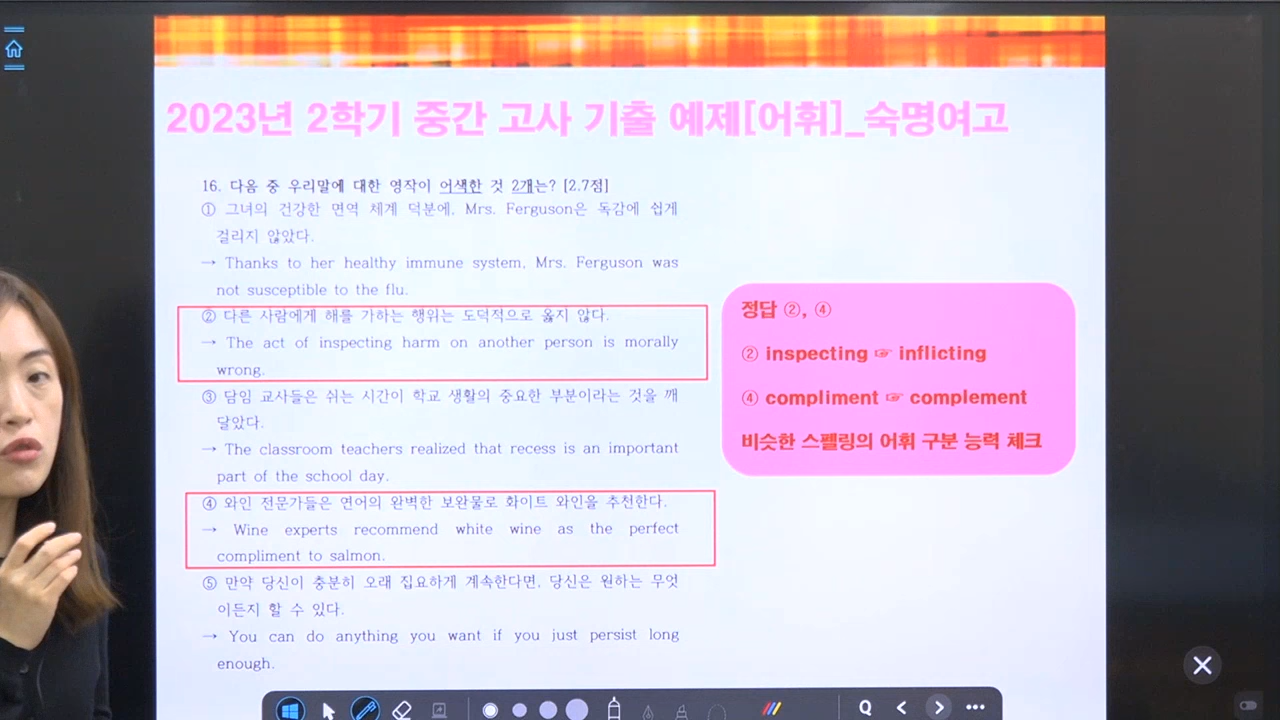 2023년 2학기 중간 고사 기출 예제[어휘]_숙명여고
16. 다음 중 우리말에 대한 영작이 어색한 것 2개는? [2.7점]
① 그녀의 건강한 면역 체계 덕분에, Mrs. Ferguson은 독감에 쉽게
걸리지 않았다.
→ Thanks to her healthy immune system, Mrs. Ferguson was
not susceptible to the flu.
② 다른 사람에게 해를 가하는 행위는 도덕적으로 옳지 않다.
→ The act of inspecting harm on another person is morally
wrong.
③ 담임 교사들은 쉬는 시간이 학교 생활의 중요한 부분이라는 것을 깨
달았다.
→ The classroom teachers realized that recess is an important
part of the school day.
④ 와인 전문가들은 연어의 완벽한 보완물로 화이트 와인을 추천한다.
→ Wine experts recommend white wine as the perfect
compliment to salmon.
⑤ 만약 당신이 충분히 오래 집요하게 계속한다면, 당신은 원하는 무엇
이든지 할 수 있다.
→ You can do anything you want if you just persist long
enough.
정답 ②, ④
② inspecting ☞ inflicting
④ compliment ☞ complement
비슷한 스펠링의 어휘 구분 능력 체크